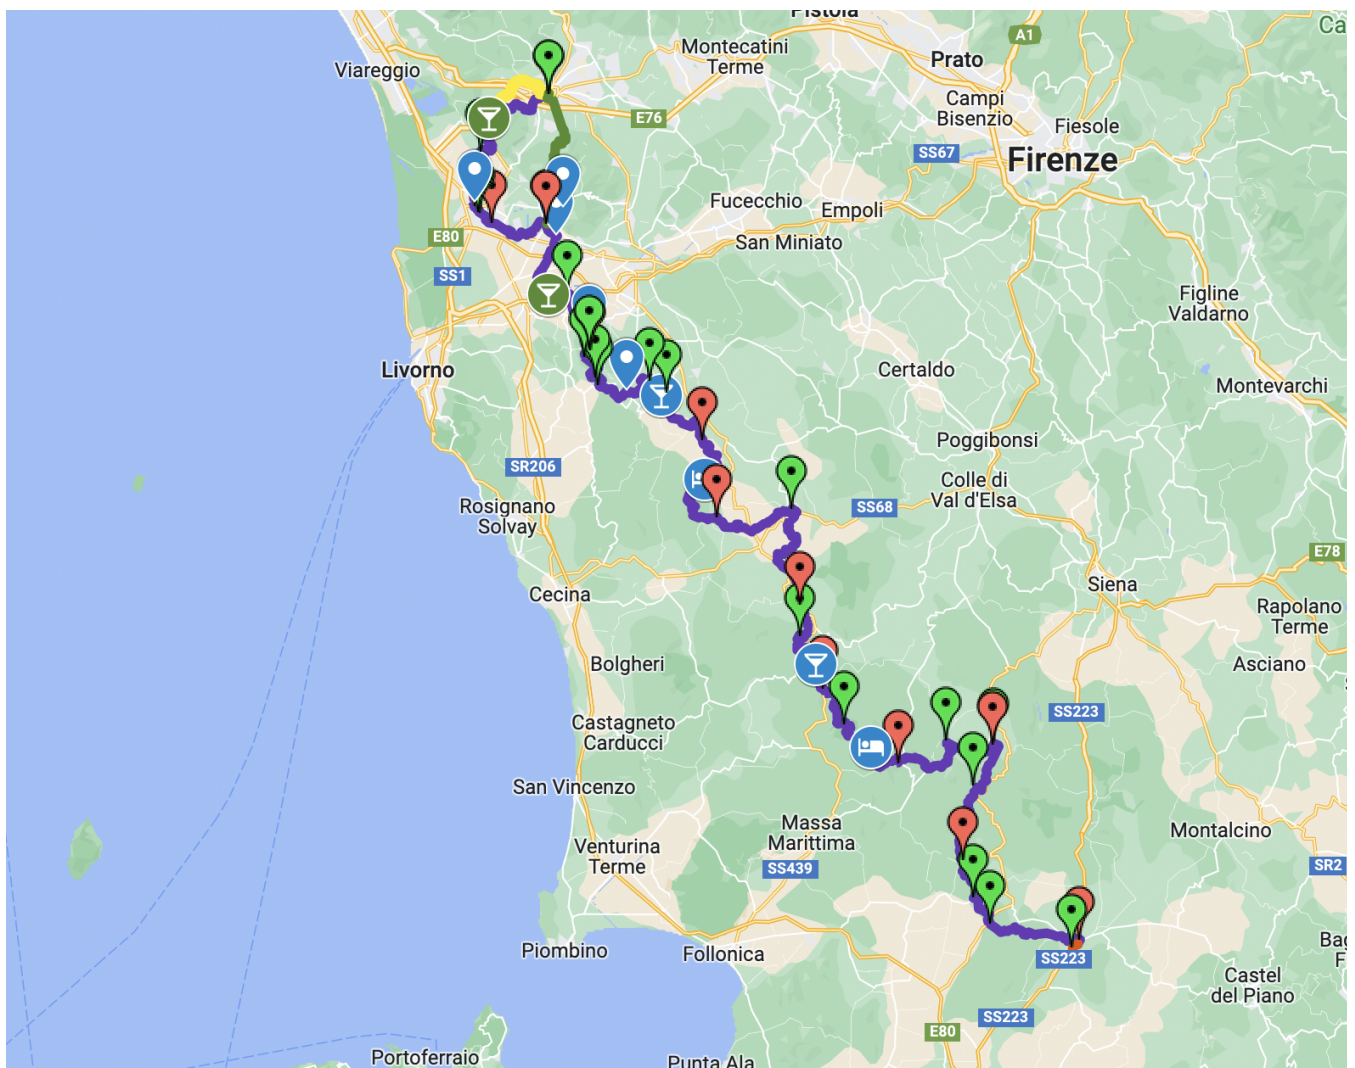 Pistoia
Ca
A1
Montecatini
Terme
Prato
Viareggio
Campi
Bisenzio
E76
Fiesole
SS67
Firenze
Fucecchio
Empoli
E80
San Miniato
SS1
Figline
Valdarno
Livorno
Certaldo
Montevarchi
Poggibonsi
SR206
Colle di
Val d'Elsa
Rosignano
Solvay
SS68
E78
Cecina
Siena
Rapolano
Terme
Bolgheri
Asciano
Castagneto
Carducci
SS223
San Vincenzo
Massa
Marittima
Montalcino
Venturina
Terme
SS439
SR2
Piombino
Follonica
SS223
Bag
F
Castel
del Piano
SS223
E80
Portoferraio
Punta Ala